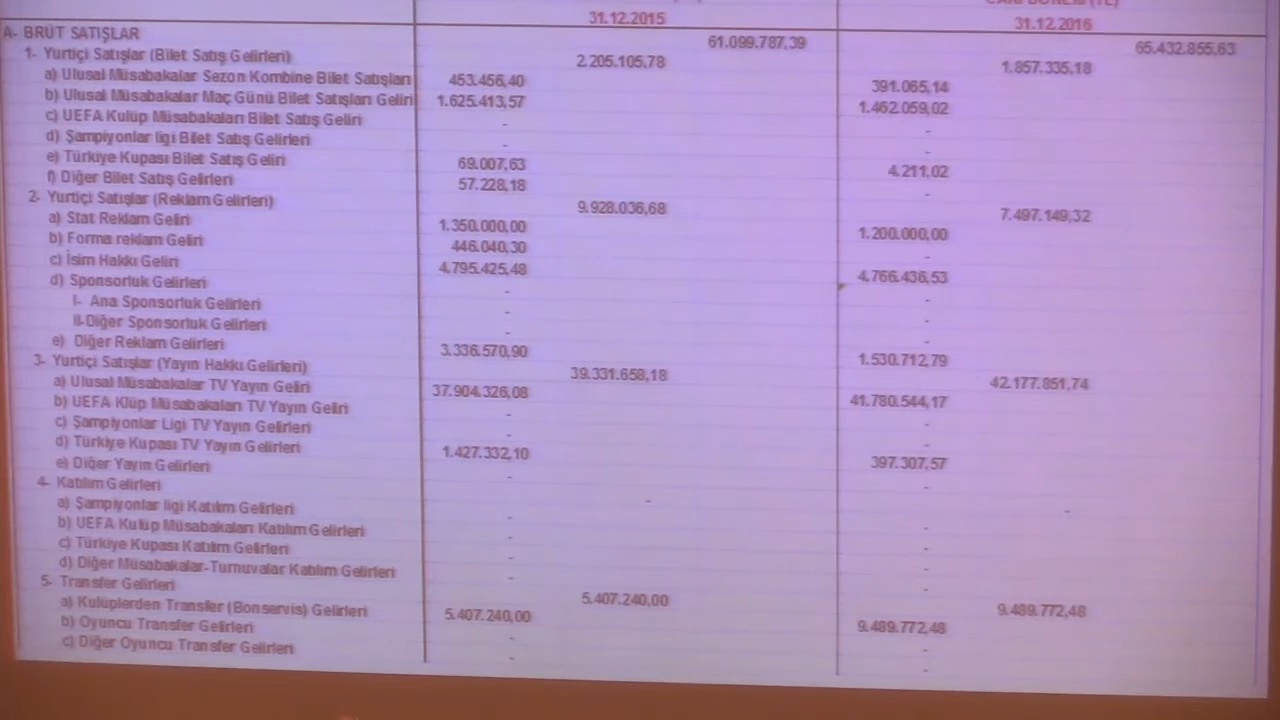 31.12.2015 31.12.2016
A- BRÜT SATIŞLAR 61.099.787,39 65.432.855,63
1- Yurtiçi Satışlar (Bilet Satış Gelirleri) 2.205.105,78 1.857.335,18
a) Ulusal Müsabakalar Sezon Kombine Bilet Satışları 453.456,40 391.065,14
b) Ulusal Müsabakalar Maç Günü Bilet Satışları Geliri 1.625.413,57 1.462.059,02
c) UEFA Kulüp Müsabakaları Bilet Satış Geliri - -
d) Şampiyonlar ligi Bilet Satış Gelirleri - -
e) Türkiye Kupası Bilet Satış Geliri 69.007,63 4.211,02
f) Diğer Bilet Satış Gelirleri 57.228,18 -
2- Yurtiçi Satışlar (Reklam Gelirleri) 9.928.036,68 7.497.149,32
a) Stat Reklam Geliri 1.350.000,00 1.200.000,00
b) Forma reklam Geliri 446.040,30 -
c) İsim Hakkı Geliri 4.795.425,48 4.766.436,53
d) Sponsorluk Gelirleri - -
I- Ana Sponsorluk Gelirleri - -
II-Diğer Sponsorluk Gelirleri - -
e) Diğer Reklam Gelirleri 3.336.570,90 1.530.712,79
3- Yurtiçi Satışlar (Yayın Hakkı Gelirleri) 39.331.658,18 42.177.851,74
a) Ulusal Müsabakalar TV Yayın Geliri 37.904.326,08 41.780.544,17
b) UEFA Klüp Müsabakaları TV Yayın Geliri - -
c) Şampiyonlar Ligi TV Yayın Gelirleri - -
d) Türkiye Kupası TV Yayın Gelirleri 1.427.332,10 397.307,57
e) Diğer Yayın Gelirleri - -
4- Katılım Gelirleri - -
a) Şampiyonlar ligi Katılım Gelirleri - -
b) UEFA Kulüp Müsabakaları Katılım Gelirleri - -
c) Türkiye Kupası Katılım Gelirleri - -
d) Diğer Müsabakalar-Turnuvalar Katılım Gelirleri - -
5- Transfer Gelirleri 5.407.240,00 9.489.772,48
a) Kulüplerden Transfer (Bonservis) Gelirleri 5.407.240,00 9.489.772,48
b) Oyuncu Transfer Gelirleri - -
c) Diğer Oyuncu Transfer Gelirleri - -